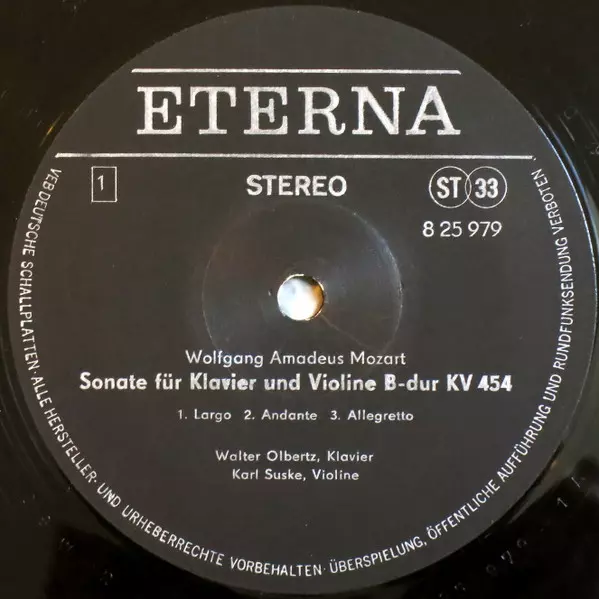 ETERNA
1
STEREO
ST 33
8 25 979
Wolfgang Amadeus Mozart
Sonate für Klavier und Violine B-dur KV 454
1. Largo 2. Andante 3. Allegretto
Walter Olbertz, Klavier
Karl Suske, Violine
VEB DEUTSCHE SCHALLPLATTEN · ALLE HERSTELLER- UND URHEBERRECHTE VORBEHALTEN · ÜBERSPIELUNG, ÖFFENTLICHE AUFFÜHRUNG UND RUNDFUNKSENDUNG VERBOTEN